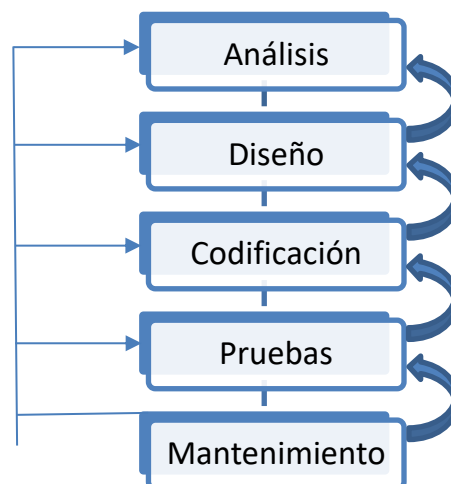 Análisis
Diseño
Codificación
Pruebas
Mantenimiento